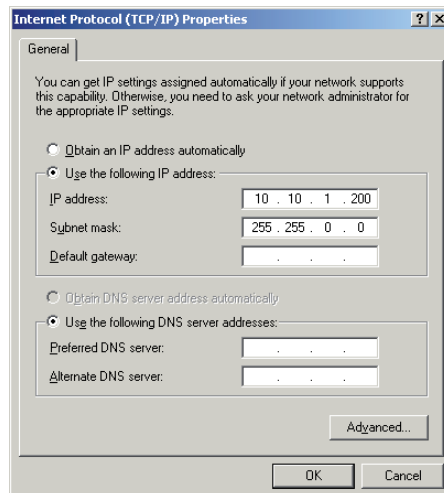 Internet Protocol (TCP/IP) Properties
General
You can get IP settings assigned automatically if your network supports
this capability. Otherwise, you need to ask your network administrator for
the appropriate IP settings.
Obtain an IP address automatically
Use the following IP address:
IP address: 10 . 10 . 1 . 200
Subnet mask: 255 . 255 . 0 . 0
Default gateway: . . .
Obtain DNS server address automatically
Use the following DNS server addresses:
Preferred DNS server: . . .
Alternate DNS server: . . .
Advanced...
OK Cancel